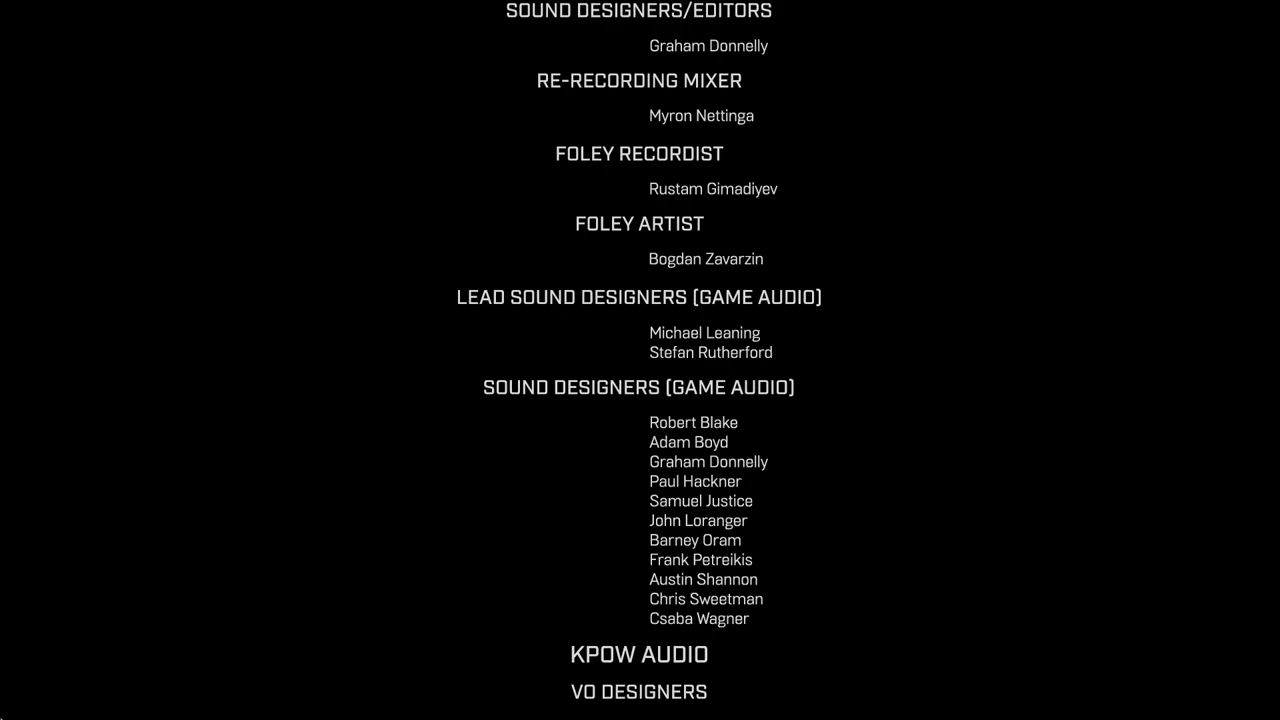 SOUND DESIGNERS/EDITORS
Graham Donnelly
RE-RECORDING MIXER
Myron Nettinga
FOLEY RECORDIST
Rustam Gimadiyev
FOLEY ARTIST
Bogdan Zavarzin
LEAD SOUND DESIGNERS (GAME AUDIO)
Michael Leaning
Stefan Rutherford
SOUND DESIGNERS (GAME AUDIO)
Robert Blake
Adam Boyd
Graham Donnelly
Paul Hackner
Samuel Justice
John Loranger
Barney Oram
Frank Petreikis
Austin Shannon
Chris Sweetman
Csaba Wagner
KPOW AUDIO
VO DESIGNERS